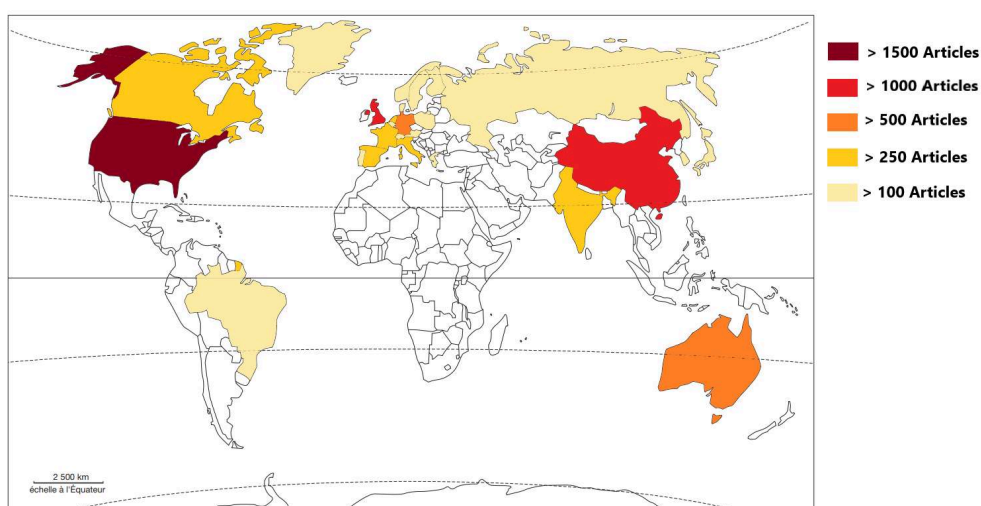 > 1500 Articles
> 1000 Articles
> 500 Articles
> 250 Articles
> 100 Articles
2 500 km
échelle à l'Équateur